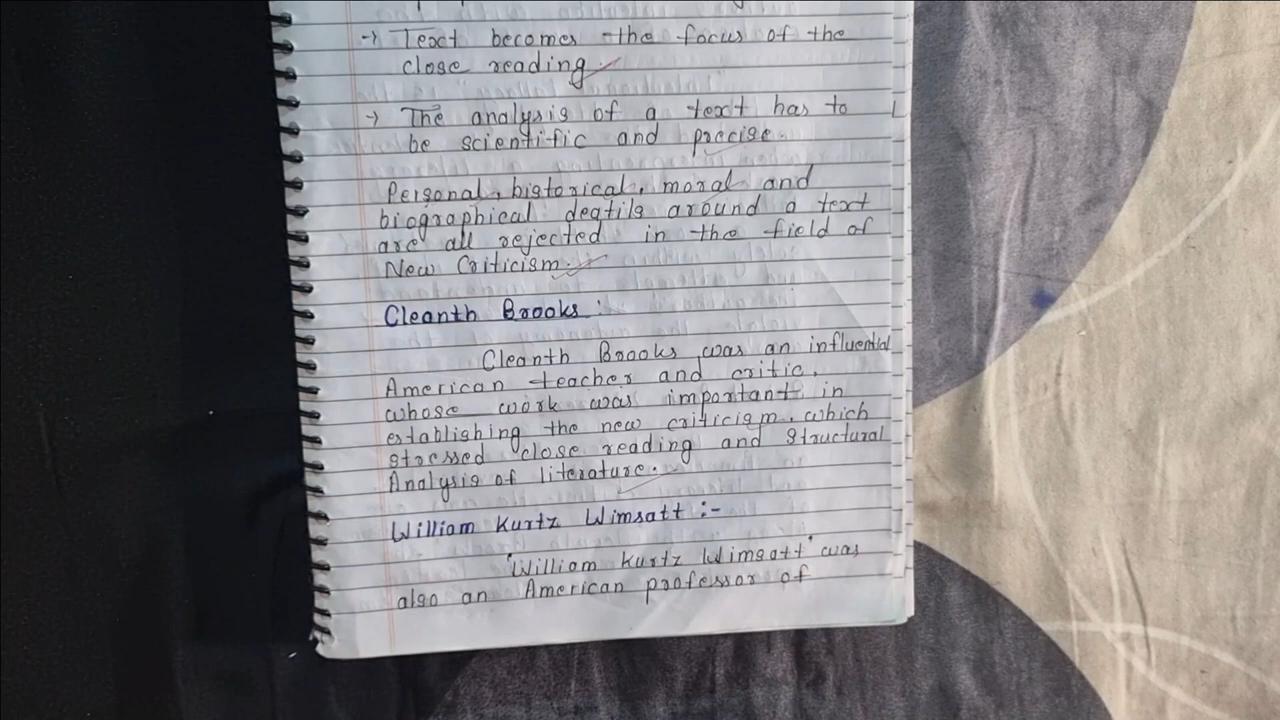 → Text becomes the focus of the
close reading.
→ The analysis of a text has to
be scientific and precise.
Personal, historical, moral and
biographical deatils around a text
are all rejected in the field of
New Criticism.
Cleanth Brooks :
Cleanth Brooks was an influential
American teacher and critic,
whose work was important in
establishing the new criticism, which
stressed close reading and Structural
Analysis of literature.
William Kurtz Wimsatt :-
"William Kurtz Wimsatt" was
also an American professor of